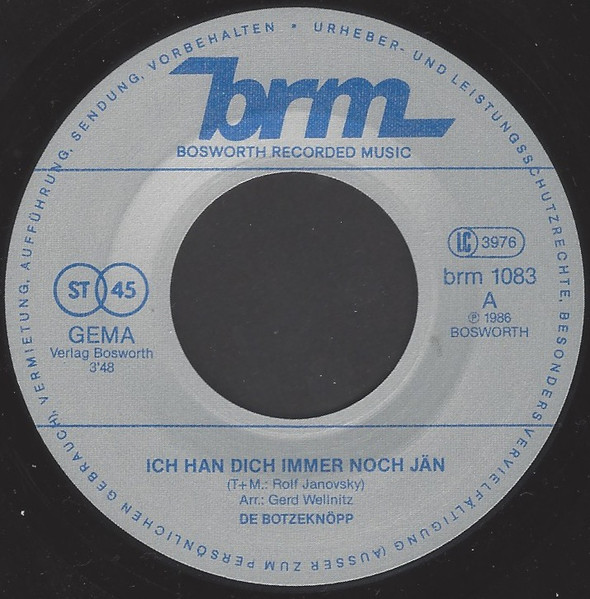 URHEBER- UND LEISTUNGSSCHUTZRECHTE, BESONDERS VERVIELFÄLTIGUNG (AUSSER ZUM PERSÖNLICHEN GEBRAUCH), VERMIETUNG, AUFFÜHRUNG, SENDUNG, VORBEHALTEN •
brm
BOSWORTH RECORDED MUSIC
ST 45
GEMA
Verlag Bosworth
3'48
LC 3976
brm 1083
A
℗ 1986
BOSWORTH
ICH HAN DICH IMMER NOCH JÄN
(T+M.: Rolf Janovsky)
Arr.: Gerd Wellnitz
DE BOTZEKNÖPP